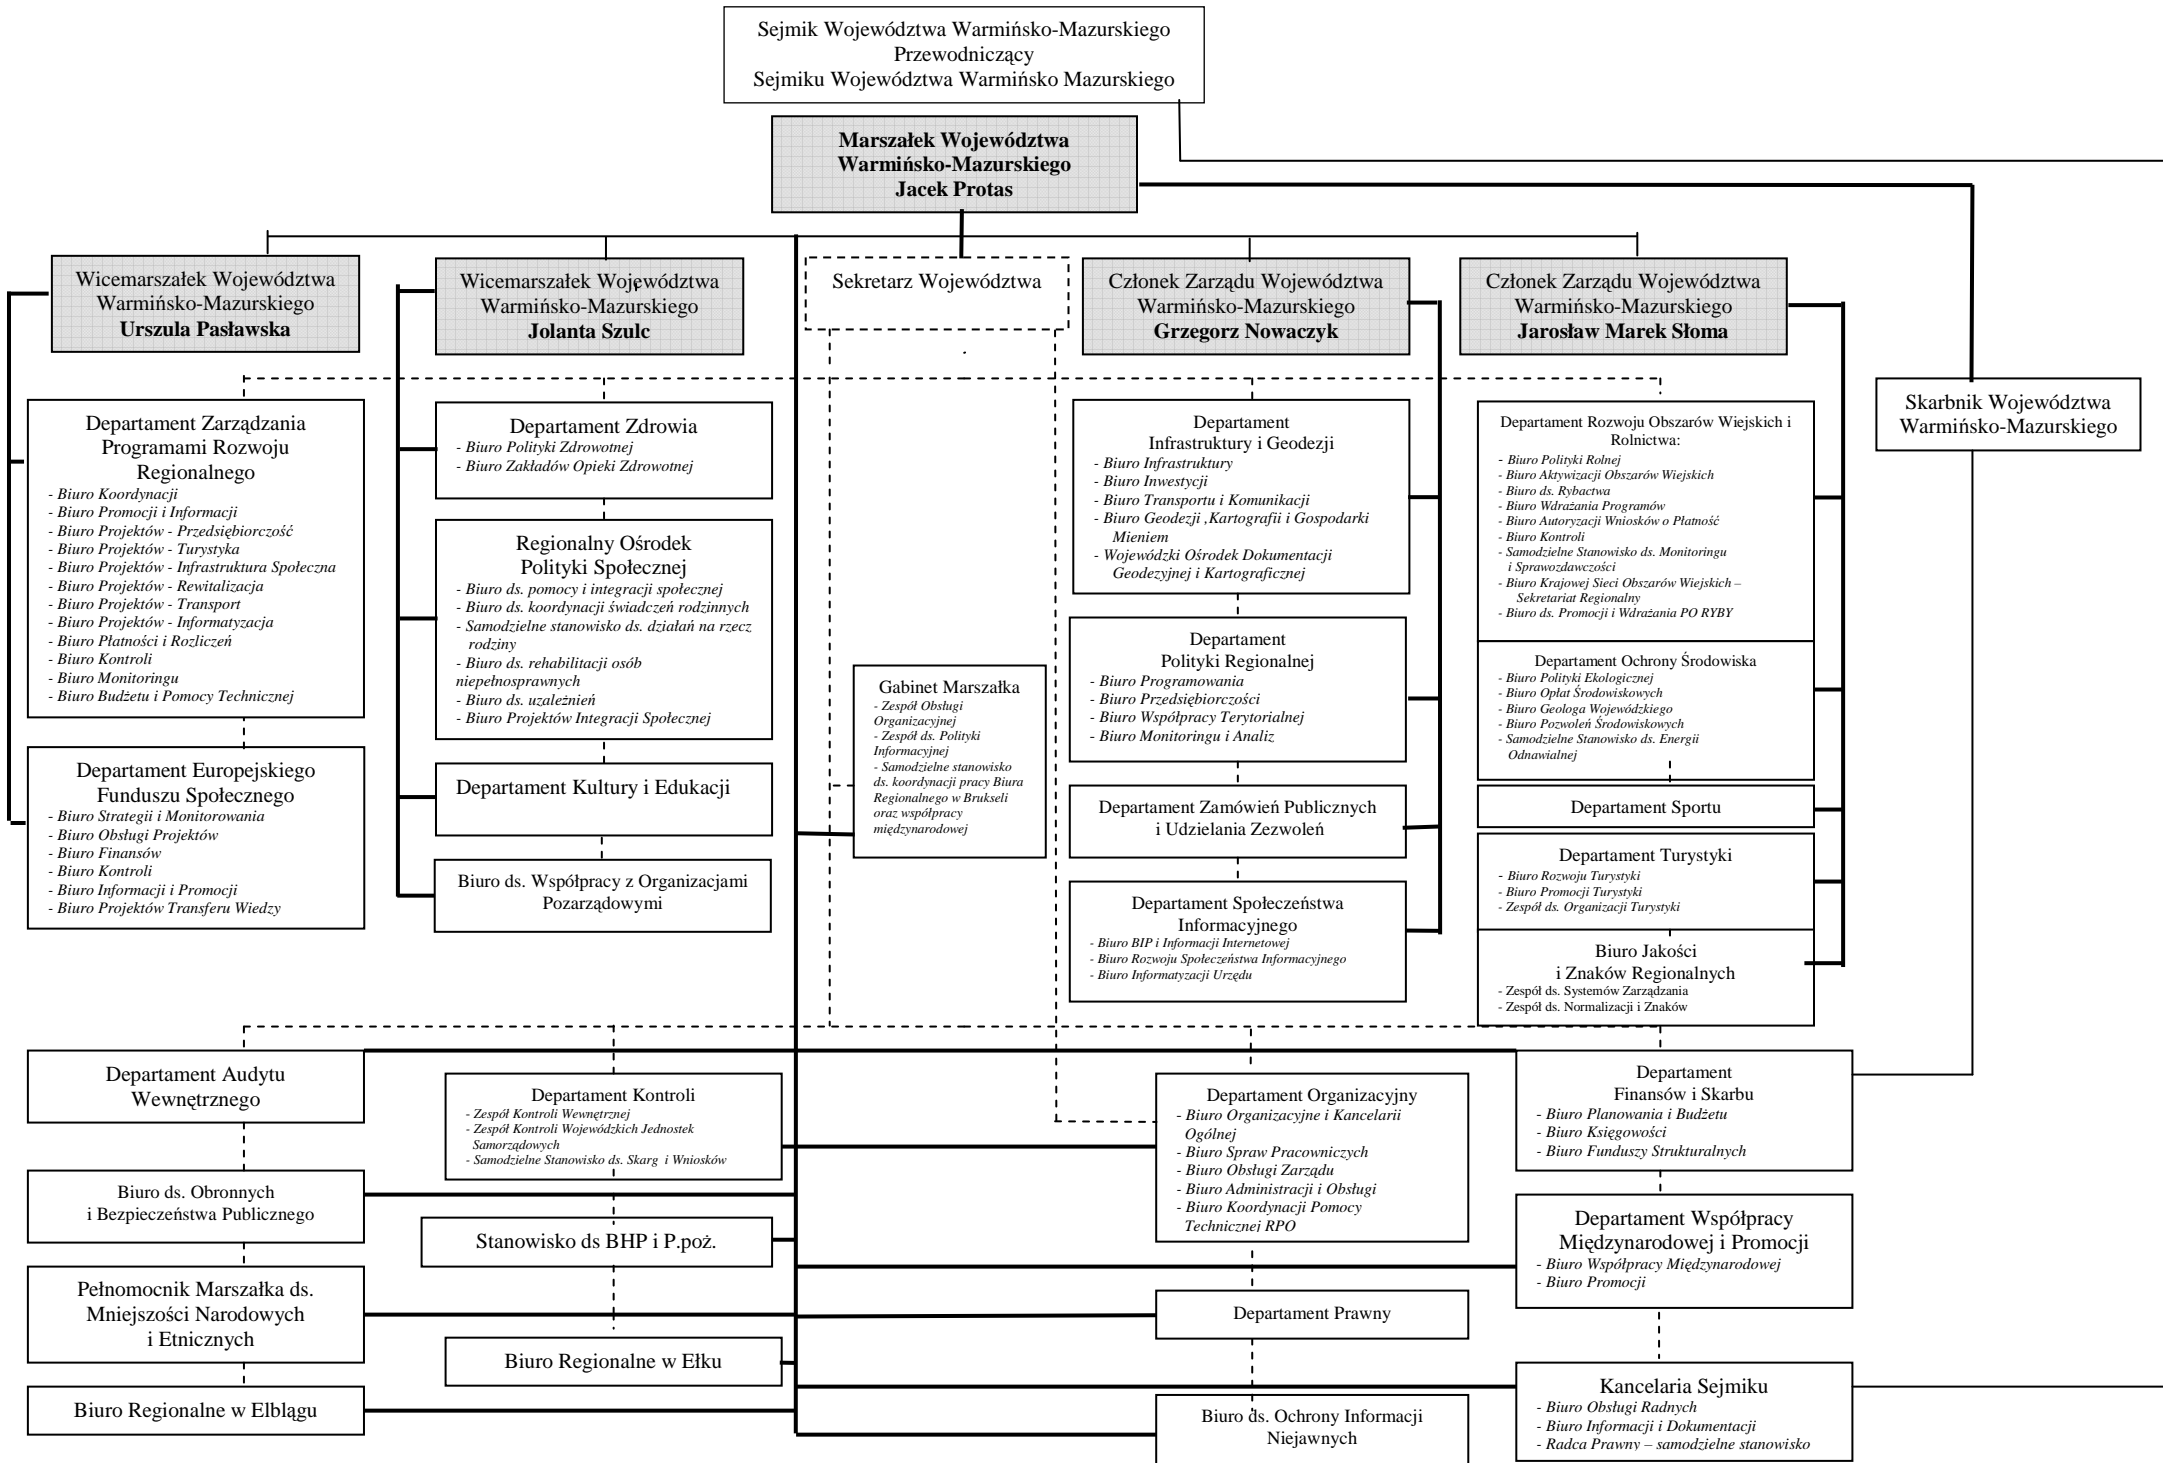 Sejmik Województwa Warmińsko-Mazurskiego
Przewodniczący
Sejmiku Województwa Warmińsko Mazurskiego
Marszałek Województwa
Warmińsko-Mazurskiego
Jacek Protas
Wicemarszałek Województwa
Warmińsko-Mazurskiego
Urszula Pasławska
Wicemarszałek Województwa
Warmińsko-Mazurskiego
Jolanta Szulc
Sekretarz Województwa
Członek Zarządu Województwa
Warmińsko-Mazurskiego
Grzegorz Nowaczyk
Członek Zarządu Województwa
Warmińsko-Mazurskiego
Jarosław Marek Słoma
Skarbnik Województwa
Warmińsko-Mazurskiego
Departament Zarządzania
Programami Rozwoju
Regionalnego
- Biuro Koordynacji
- Biuro Promocji i Informacji
- Biuro Projektów - Przedsiębiorczość
- Biuro Projektów - Turystyka
- Biuro Projektów - Infrastruktura Społeczna
- Biuro Projektów - Rewitalizacja
- Biuro Projektów - Transport
- Biuro Projektów - Informatyzacja
- Biuro Płatności i Rozliczeń
- Biuro Kontroli
- Biuro Monitoringu
- Biuro Budżetu i Pomocy Technicznej
Departament Europejskiego
Funduszu Społecznego
- Biuro Strategii i Monitorowania
- Biuro Obsługi Projektów
- Biuro Finansów
- Biuro Kontroli
- Biuro Informacji i Promocji
- Biuro Projektów Transferu Wiedzy
Departament Zdrowia
- Biuro Polityki Zdrowotnej
- Biuro Zakładów Opieki Zdrowotnej
Regionalny Ośrodek
Polityki Społecznej
- Biuro ds. pomocy i integracji społecznej
- Biuro ds. koordynacji świadczeń rodzinnych
- Samodzielne stanowisko ds. działań na rzecz
rodziny
- Biuro ds. rehabilitacji osób
niepełnosprawnych
- Biuro ds. uzależnień
- Biuro Projektów Integracji Społecznej
Departament Kultury i Edukacji
Biuro ds. Współpracy z Organizacjami
Pozarządowymi
Gabinet Marszałka
- Zespół Obsługi
Organizacyjnej
- Zespół ds. Polityki
Informacyjnej
- Samodzielne stanowisko
ds. koordynacji pracy Biura
Regionalnego w Brukseli
oraz współpracy
międzynarodowej
Departament
Infrastruktury i Geodezji
- Biuro Infrastruktury
- Biuro Inwestycji
- Biuro Transportu i Komunikacji
- Biuro Geodezji ,Kartografii i Gospodarki
Mieniem
- Wojewódzki Ośrodek Dokumentacji
Geodezyjnej i Kartograficznej
Departament
Polityki Regionalnej
- Biuro Programowania
- Biuro Przedsiębiorczości
- Biuro Współpracy Terytorialnej
- Biuro Monitoringu i Analiz
Departament Zamówień Publicznych
i Udzielania Zezwoleń
Departament Społeczeństwa
Informacyjnego
- Biuro BIP i Informacji Internetowej
- Biuro Rozwoju Społeczeństwa Informacyjnego
- Biuro Informatyzacji Urzędu
Departament Rozwoju Obszarów Wiejskich i
Rolnictwa:
- Biuro Polityki Rolnej
- Biuro Aktywizacji Obszarów Wiejskich
- Biuro ds. Rybactwa
- Biuro Wdrażania Programów
- Biuro Autoryzacji Wniosków o Płatność
- Biuro Kontroli
- Samodzielne Stanowisko ds. Monitoringu
i Sprawozdawczości
- Biuro Krajowej Sieci Obszarów Wiejskich –
Sekretariat Regionalny
- Biuro ds. Promocji i Wdrażania PO RYBY
Departament Ochrony Środowiska
- Biuro Polityki Ekologicznej
- Biuro Opłat Środowiskowych
- Biuro Geologa Wojewódzkiego
- Biuro Pozwoleń Środowiskowych
- Samodzielne Stanowisko ds. Energii
Odnawialnej
Departament Sportu
Departament Turystyki
- Biuro Rozwoju Turystyki
- Biuro Promocji Turystyki
- Zespół ds. Organizacji Turystyki
Biuro Jakości
i Znaków Regionalnych
- Zespół ds. Systemów Zarządzania
- Zespół ds. Normalizacji i Znaków
Departament Audytu
Wewnętrznego
Biuro ds. Obronnych
i Bezpieczeństwa Publicznego
Pełnomocnik Marszałka ds.
Mniejszości Narodowych
i Etnicznych
Biuro Regionalne w Elblągu
Departament Kontroli
- Zespół Kontroli Wewnętrznej
- Zespół Kontroli Wojewódzkich Jednostek
Samorządowych
- Samodzielne Stanowisko ds. Skarg i Wniosków
Stanowisko ds BHP i P.poż.
Biuro Regionalne w Ełku
Departament Organizacyjny
- Biuro Organizacyjne i Kancelarii
Ogólnej
- Biuro Spraw Pracowniczych
- Biuro Obsługi Zarządu
- Biuro Administracji i Obsługi
- Biuro Koordynacji Pomocy
Technicznej RPO
Departament Prawny
Biuro ds. Ochrony Informacji
Niejawnych
Departament
Finansów i Skarbu
- Biuro Planowania i Budżetu
- Biuro Księgowości
- Biuro Funduszy Strukturalnych
Departament Współpracy
Międzynarodowej i Promocji
- Biuro Współpracy Międzynarodowej
- Biuro Promocji
Kancelaria Sejmiku
- Biuro Obsługi Radnych
- Biuro Informacji i Dokumentacji
- Radca Prawny – samodzielne stanowisko